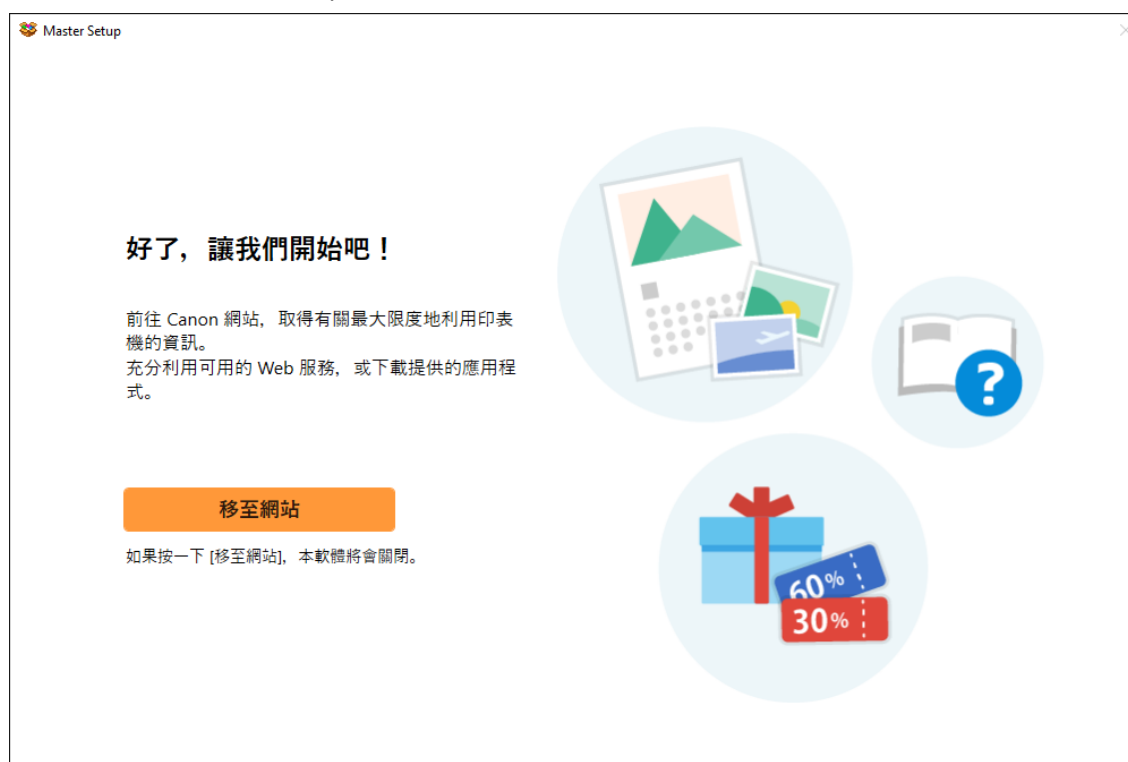 Master Setup
好了，讓我們開始吧！
前往 Canon 網站，取得有關最大限度地利用印表
機的資訊。
充分利用可用的 Web 服務，或下載提供的應用程
式。
移至網站
如果按一下 [移至網站]，本軟體將會關閉。
?
60%
30%